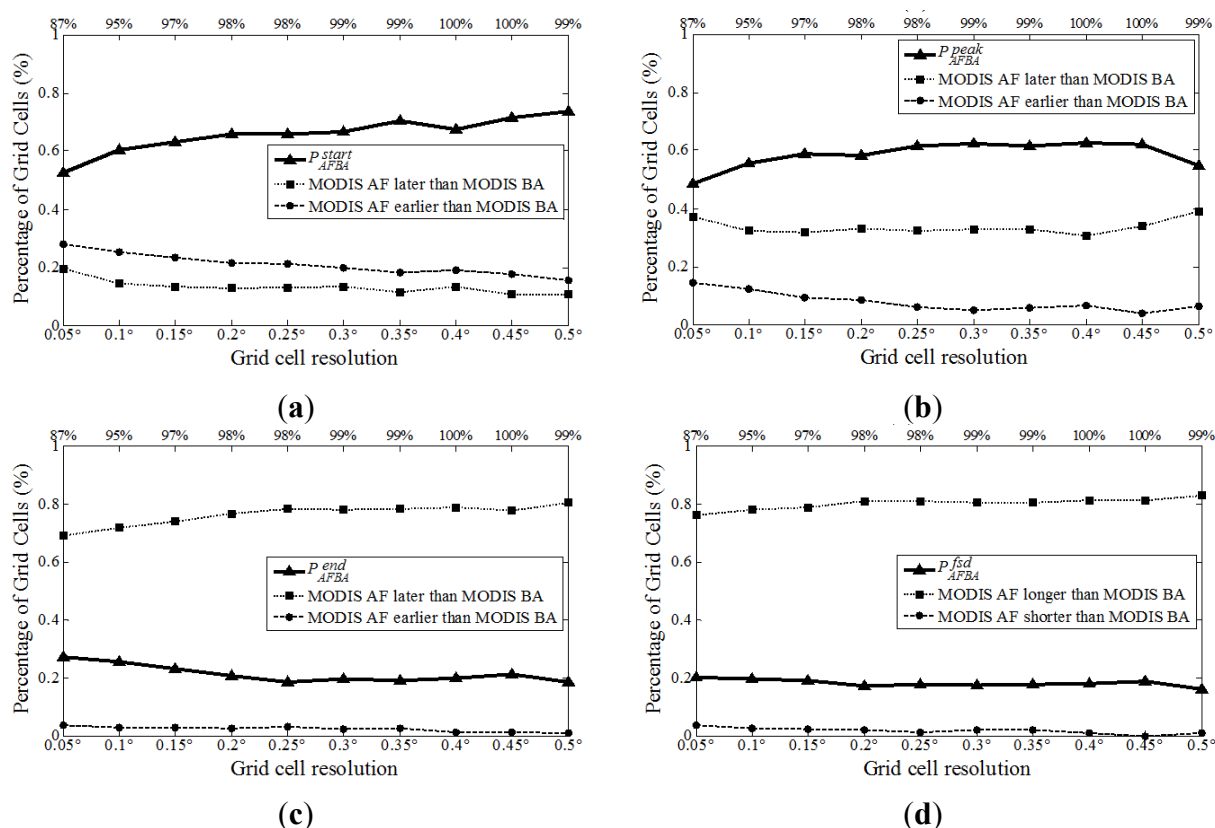 87% 95% 97% 98% 98% 99% 99% 100% 100% 99%
1
0.8
0.6
0.4
0.2
0
Percentage of Grid Cells (%)
P start AFBA
MODIS AF later than MODIS BA
MODIS AF earlier than MODIS BA
0.05° 0.1° 0.15° 0.2° 0.25° 0.3° 0.35° 0.4° 0.45° 0.5°
Grid cell resolution
(a)
87% 95% 97% 98% 98% 99% 99% 100% 100% 99%
1
0.8
0.6
0.4
0.2
0
Percentage of Grid Cells (%)
P peak AFBA
MODIS AF later than MODIS BA
MODIS AF earlier than MODIS BA
0.05° 0.1° 0.15° 0.2° 0.25° 0.3° 0.35° 0.4° 0.45° 0.5°
Grid cell resolution
(b)
87% 95% 97% 98% 98% 99% 99% 100% 100% 99%
1
0.8
0.6
0.4
0.2
0
Percentage of Grid Cells (%)
P end AFBA
MODIS AF later than MODIS BA
MODIS AF earlier than MODIS BA
0.05° 0.1° 0.15° 0.2° 0.25° 0.3° 0.35° 0.4° 0.45° 0.5°
Grid cell resolution
(c)
87% 95% 97% 98% 98% 99% 99% 100% 100% 99%
1
0.8
0.6
0.4
0.2
0
Percentage of Grid Cells (%)
P fsd AFBA
MODIS AF longer than MODIS BA
MODIS AF shorter than MODIS BA
0.05° 0.1° 0.15° 0.2° 0.25° 0.3° 0.35° 0.4° 0.45° 0.5°
Grid cell resolution
(d)